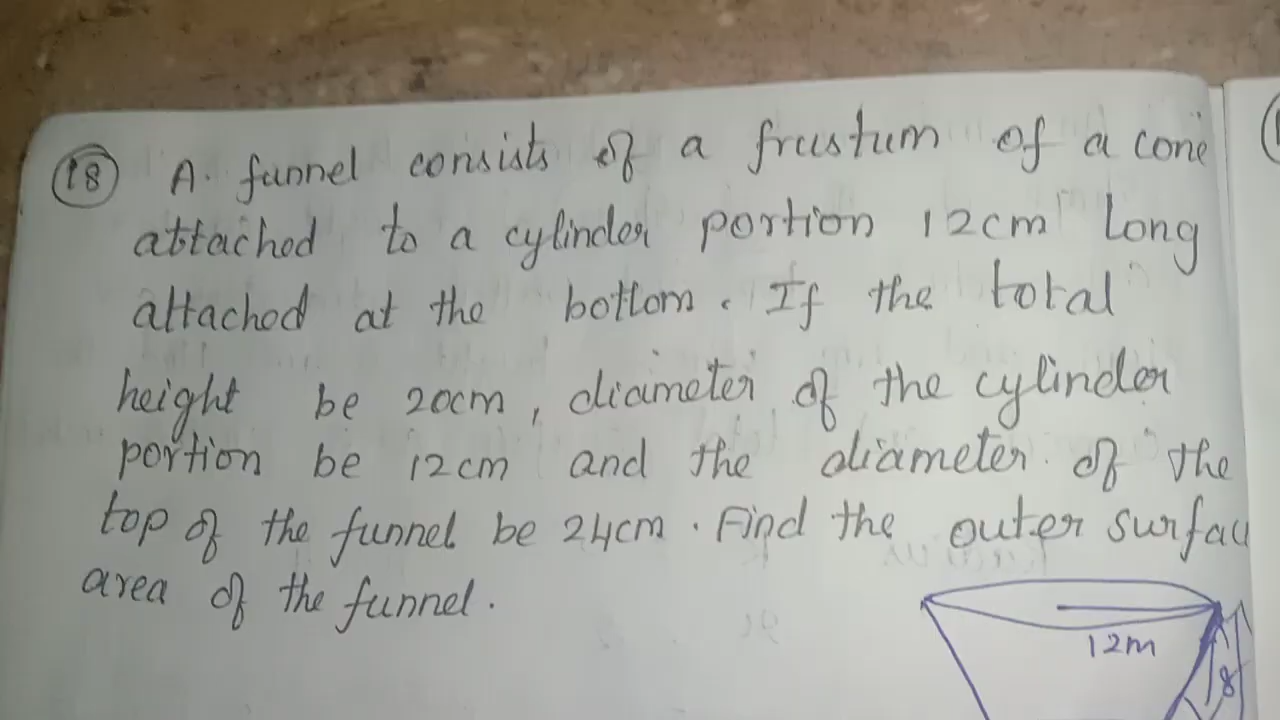 18 A. funnel consists of a frustum of a cone
attached to a cylinder portion 12cm long
attached at the bottom. If the total
height be 20cm, diameter of the cylinder
portion be 12cm and the diameter of the
top of the funnel be 24cm. Find the outer surfac
area of the funnel.
12m
8